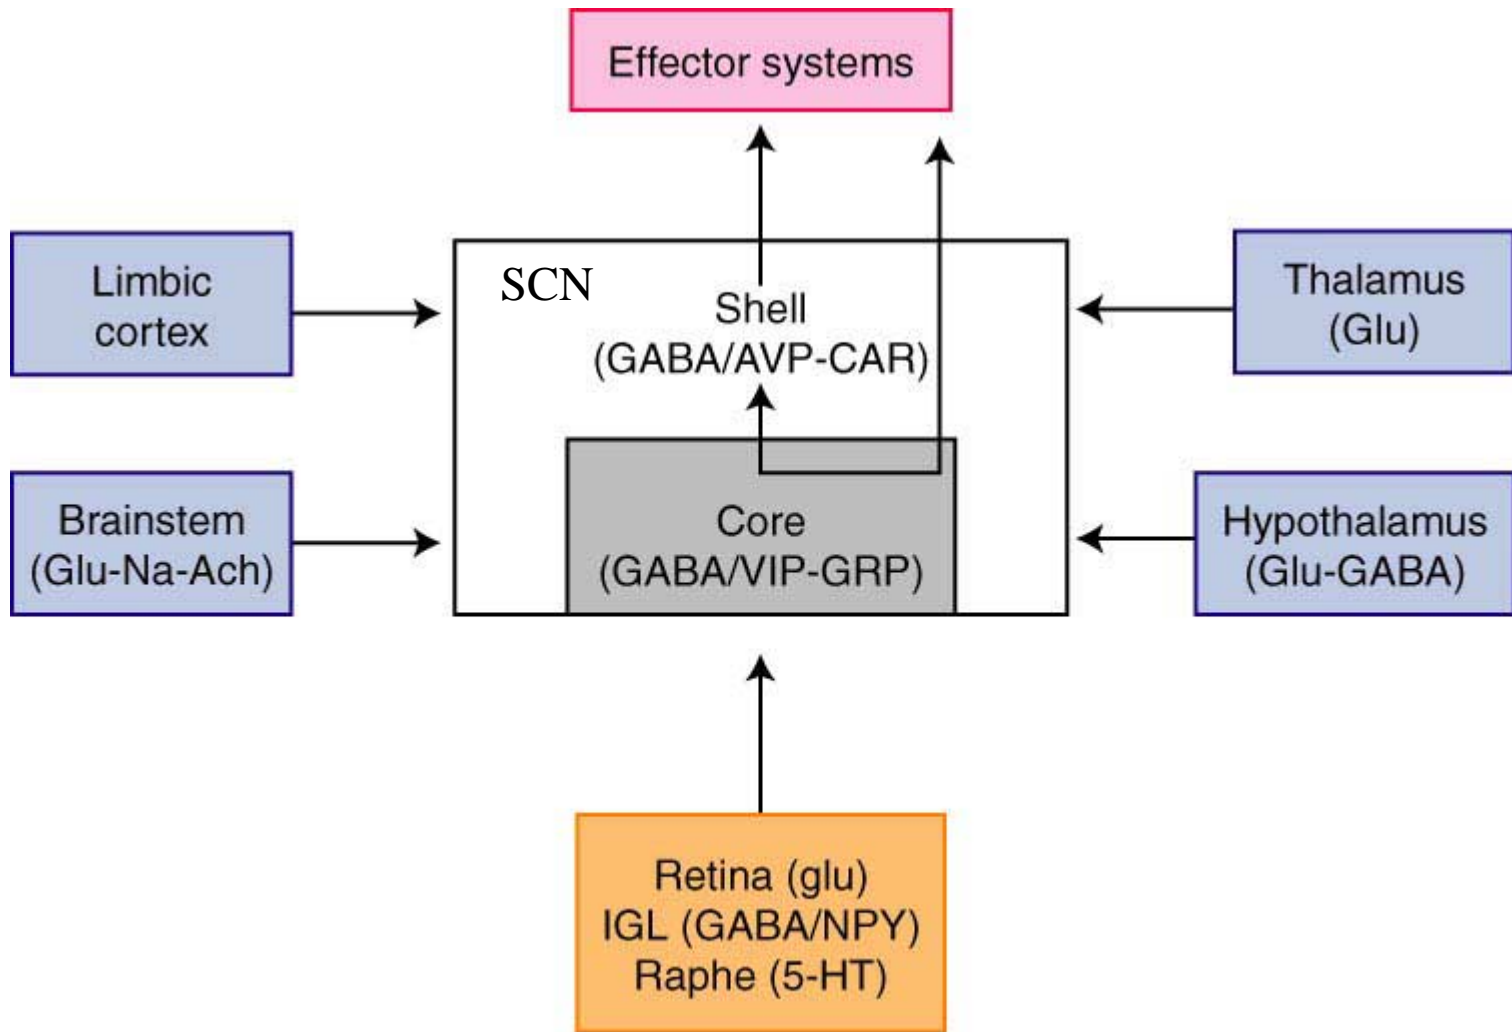 Effector systems
Limbic
cortex
SCN
Shell
(GABA/AVP-CAR)
Thalamus
(Glu)
Brainstem
(Glu-Na-Ach)
Core
(GABA/VIP-GRP)
Hypothalamus
(Glu-GABA)
Retina (glu)
IGL (GABA/NPY)
Raphe (5-HT)